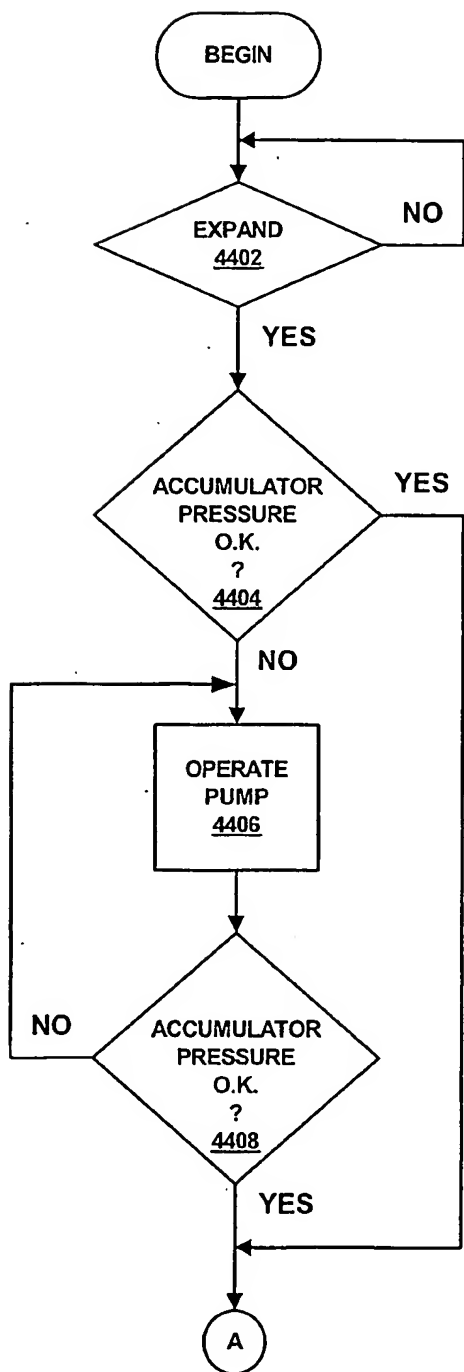 BEGIN
NO
EXPAND
4402
YES
YES
ACCUMULATOR
PRESSURE
O.K.
?
4404
NO
OPERATE
PUMP
4406
NO
ACCUMULATOR
PRESSURE
O.K.
?
4408
YES
A